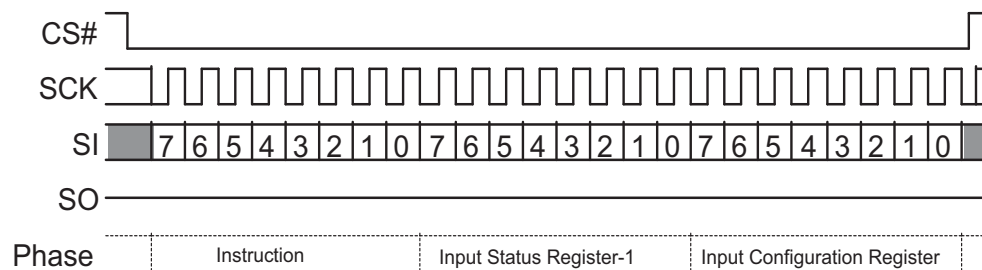 CS#
SCK
SI 7 6 5 4 3 2 1 0 7 6 5 4 3 2 1 0 7 6 5 4 3 2 1 0
SO
Phase Instruction Input Status Register-1 Input Configuration Register